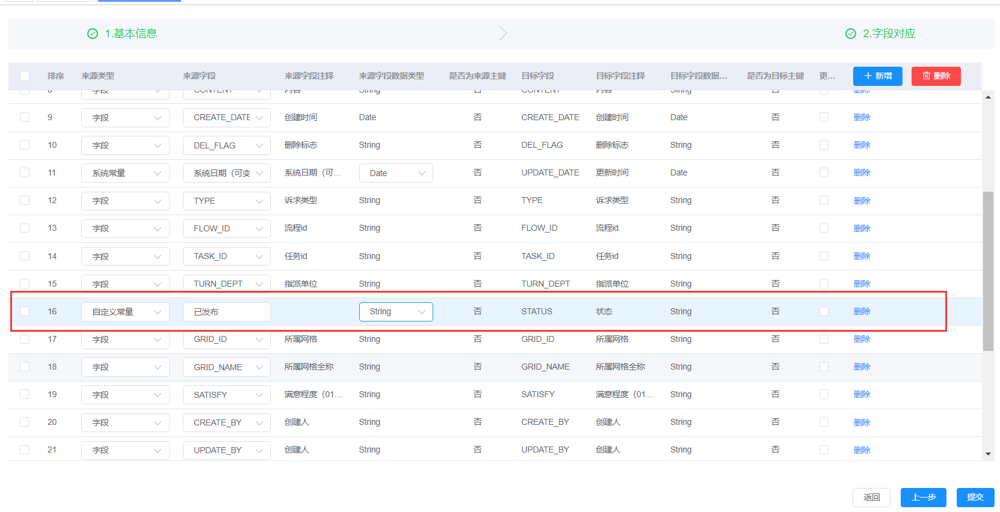 1.基本信息
2.字段对应
排序 来源类型 来源字段 来源字段注释 来源字段数据类型 是否为来源主键 目标字段 目标字段注释 目标字段数据... 是否为目标主键 更... 新增 删除
8 字段 CONTENT 内容 String 否 CONTENT 内容 String 否 删除
9 字段 CREATE_DATE 创建时间 Date 否 CREATE_DATE 创建时间 Date 否 删除
10 字段 DEL_FLAG 删除标志 String 否 DEL_FLAG 删除标志 String 否 删除
11 系统常量 系统日期（可变 系统日期（可... Date 否 UPDATE_DATE 更新时间 Date 否 删除
12 字段 TYPE 诉求类型 String 否 TYPE 诉求类型 String 否 删除
13 字段 FLOW_ID 流程id String 否 FLOW_ID 流程id String 否 删除
14 字段 TASK_ID 任务id String 否 TASK_ID 任务id String 否 删除
15 字段 TURN_DEPT 指派单位 String 否 TURN_DEPT 指派单位 String 否 删除
16 自定义常量 已发布 String 否 STATUS 状态 String 否 删除
17 字段 GRID_ID 所属网格 String 否 GRID_ID 所属网格 String 否 删除
18 字段 GRID_NAME 所属网格全称 String 否 GRID_NAME 所属网格全称 String 否 删除
19 字段 SATISFY 满意程度（01... String 否 SATISFY 满意程度（01... String 否 删除
20 字段 CREATE_BY 创建人 String 否 CREATE_BY 创建人 String 否 删除
21 字段 UPDATE_BY 创建人 String 否 UPDATE_BY 创建人 String 否 删除
返回 上一步 提交